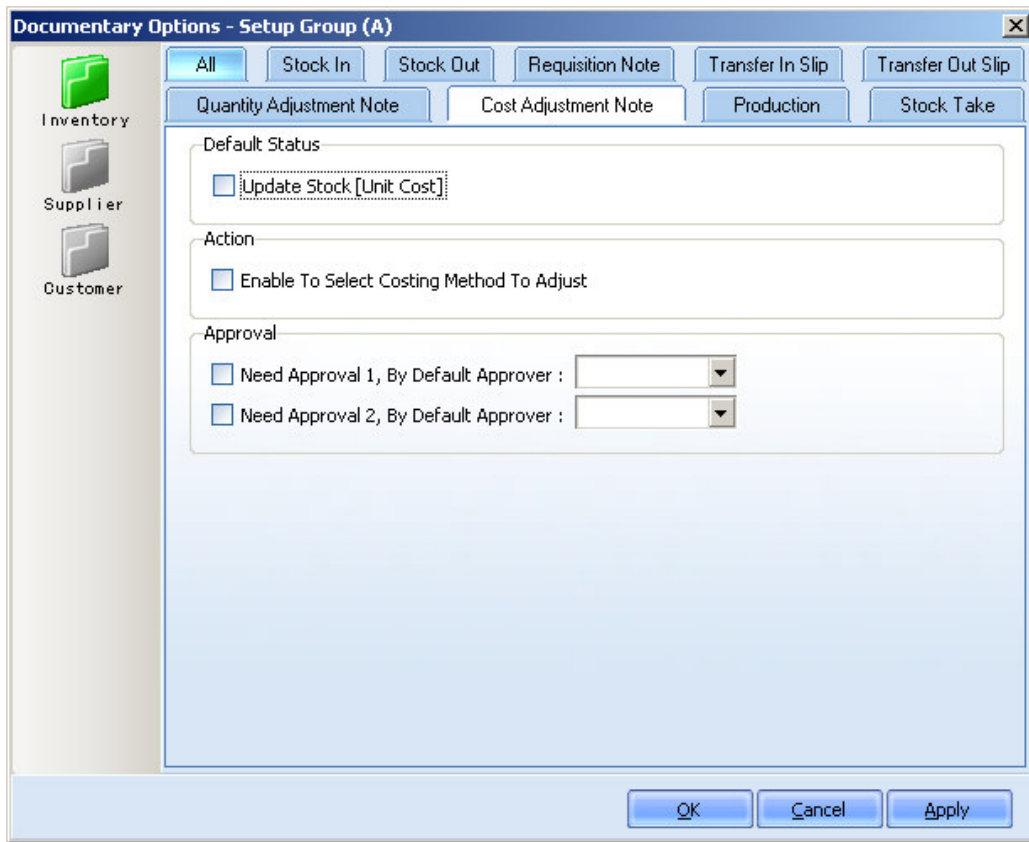 Documentary Options - Setup Group (A)
Inventory
Supplier
Customer
All Stock In Stock Out Requisition Note Transfer In Slip Transfer Out Slip
Quantity Adjustment Note Cost Adjustment Note Production Stock Take
Default Status
Update Stock [Unit Cost]
Action
Enable To Select Costing Method To Adjust
Approval
Need Approval 1, By Default Approver :
Need Approval 2, By Default Approver :
OK Cancel Apply